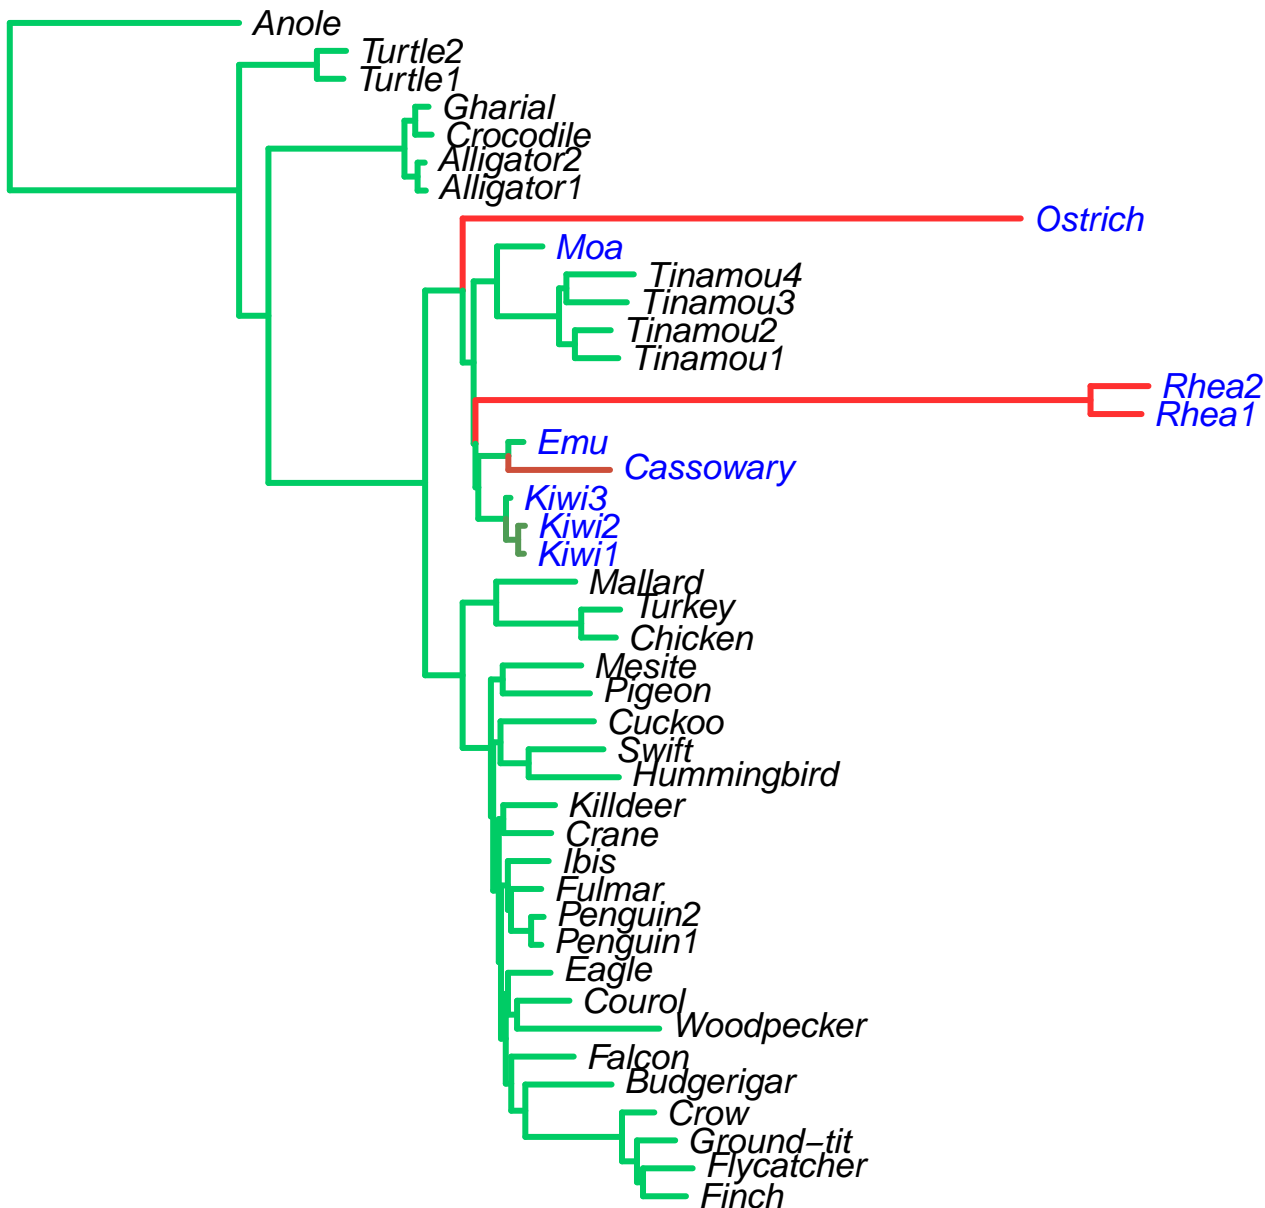 Anole
Turtle2
Turtle1
Gharial
Crocodile
Alligator2
Alligator1
Ostrich
Moa
Tinamou4
Tinamou3
Tinamou2
Tinamou1
Rhea2
Rhea1
Emu
Cassowary
Kiwi3
Kiwi2
Kiwi1
Mallard
Turkey
Chicken
Mesite
Pigeon
Cuckoo
Swift
Hummingbird
Killdeer
Crane
Ibis
Fulmar
Penguin2
Penguin1
Eagle
Courol
Woodpecker
Falcon
Budgerigar
Crow
Ground−tit
Flycatcher
Finch